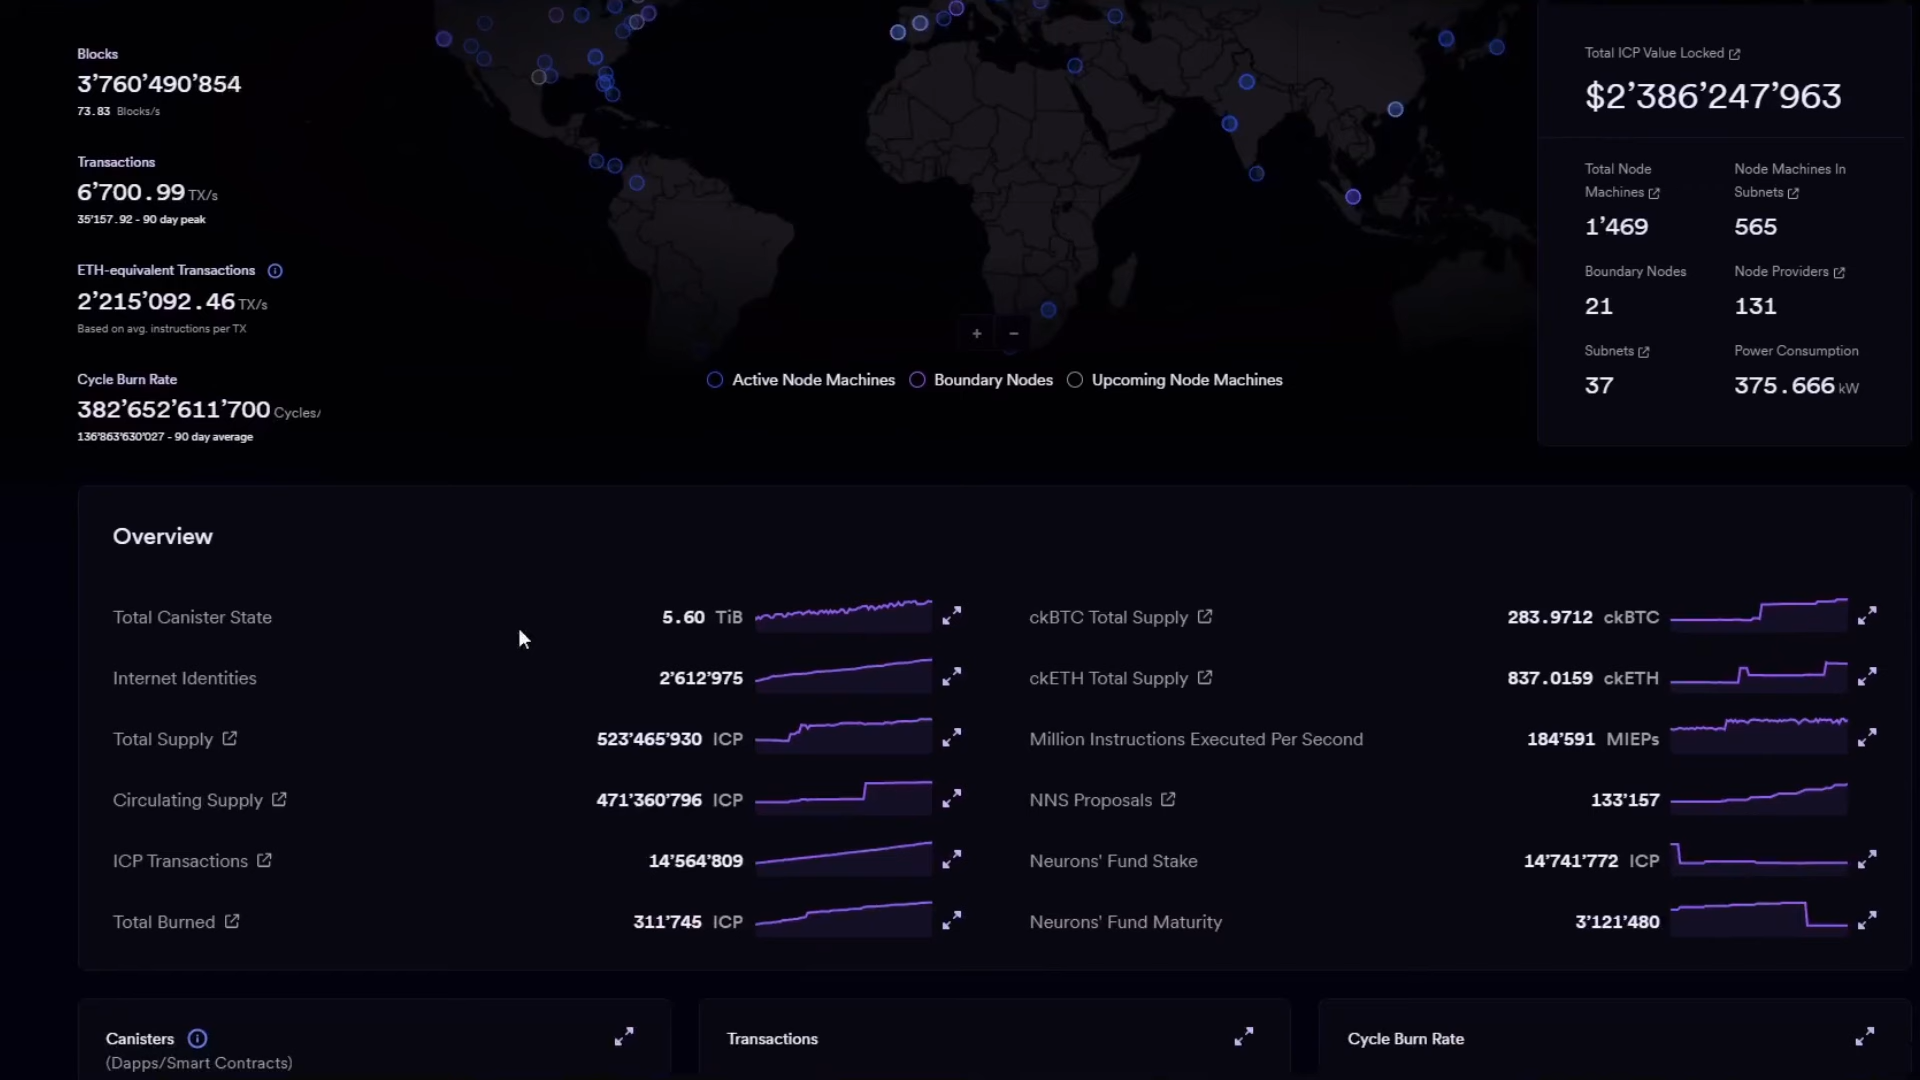 Blocks
3’760’490’854
73.83 Blocks/s
Transactions
6’700.99 TX/s
35’157.92 - 90 day peak
ETH-equivalent Transactions
2’215’092.46 TX/s
Based on avg. instructions per TX
Cycle Burn Rate
382’652’611’700 Cycles/
136’863’630’027 - 90 day average
+
−
Active Node Machines
Boundary Nodes
Upcoming Node Machines
Total ICP Value Locked
$2’386’247’963
Total Node
Machines
1’469
Node Machines In
Subnets
565
Boundary Nodes
21
Node Providers
131
Subnets
37
Power Consumption
375.666 kW
Overview
Total Canister State 5.60 TiB
Internet Identities 2’612’975
Total Supply 523’465’930 ICP
Circulating Supply 471’360’796 ICP
ICP Transactions 14’564’809
Total Burned 311’745 ICP
ckBTC Total Supply 283.9712 ckBTC
ckETH Total Supply 837.0159 ckETH
Million Instructions Executed Per Second 184’591 MIEPs
NNS Proposals 133’157
Neurons' Fund Stake 14’741’772 ICP
Neurons' Fund Maturity 3’121’480
Canisters
(Dapps/Smart Contracts)
Transactions
Cycle Burn Rate